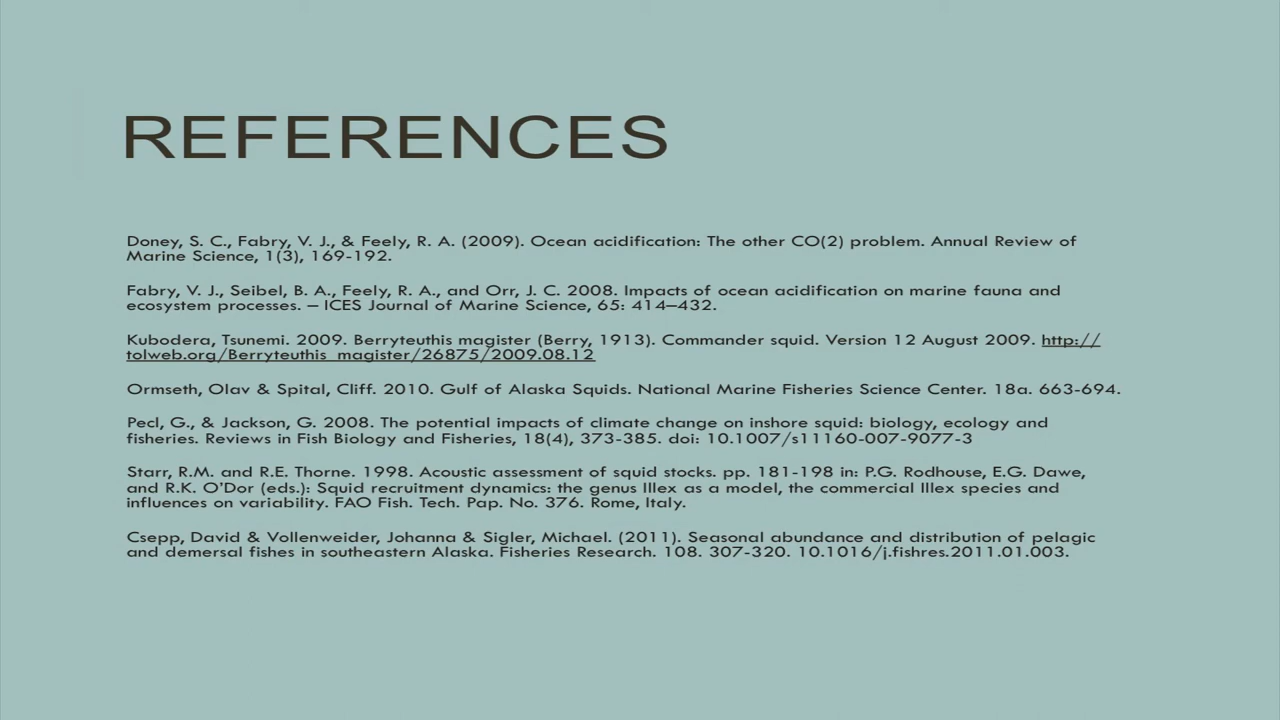 REFERENCES
Doney, S. C., Fabry, V. J., & Feely, R. A. (2009). Ocean acidification: The other CO(2) problem. Annual Review of
Marine Science, 1(3), 169-192.
Fabry, V. J., Seibel, B. A., Feely, R. A., and Orr, J. C. 2008. Impacts of ocean acidification on marine fauna and
ecosystem processes. – ICES Journal of Marine Science, 65: 414–432.
Kubodera, Tsunemi. 2009. Berryteuthis magister (Berry, 1913). Commander squid. Version 12 August 2009. http://
tolweb.org/Berryteuthis_magister/26875/2009.08.12
Ormseth, Olav & Spital, Cliff. 2010. Gulf of Alaska Squids. National Marine Fisheries Science Center. 18a. 663-694.
Pecl, G., & Jackson, G. 2008. The potential impacts of climate change on inshore squid: biology, ecology and
fisheries. Reviews in Fish Biology and Fisheries, 18(4), 373-385. doi: 10.1007/s11160-007-9077-3
Starr, R.M. and R.E. Thorne. 1998. Acoustic assessment of squid stocks. pp. 181-198 in: P.G. Rodhouse, E.G. Dawe,
and R.K. O’Dor (eds.): Squid recruitment dynamics: the genus Illex as a model, the commercial Illex species and
influences on variability. FAO Fish. Tech. Pap. No. 376. Rome, Italy.
Csepp, David & Vollenweider, Johanna & Sigler, Michael. (2011). Seasonal abundance and distribution of pelagic
and demersal fishes in southeastern Alaska. Fisheries Research. 108. 307-320. 10.1016/j.fishres.2011.01.003.